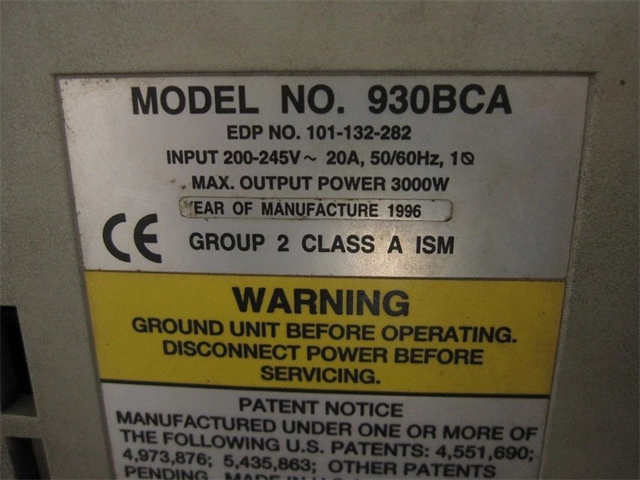 MODEL NO. 930BCA
EDP NO. 101-132-282
INPUT 200-245V~ 20A, 50/60Hz, 1Ø
MAX. OUTPUT POWER 3000W
YEAR OF MANUFACTURE 1996
CE GROUP 2 CLASS A ISM
WARNING
GROUND UNIT BEFORE OPERATING.
DISCONNECT POWER BEFORE
SERVICING.
PATENT NOTICE
MANUFACTURED UNDER ONE OR MORE OF
THE FOLLOWING U.S. PATENTS: 4,551,690;
4,973,876; 5,435,863; OTHER PATENTS
PENDING. MADE IN